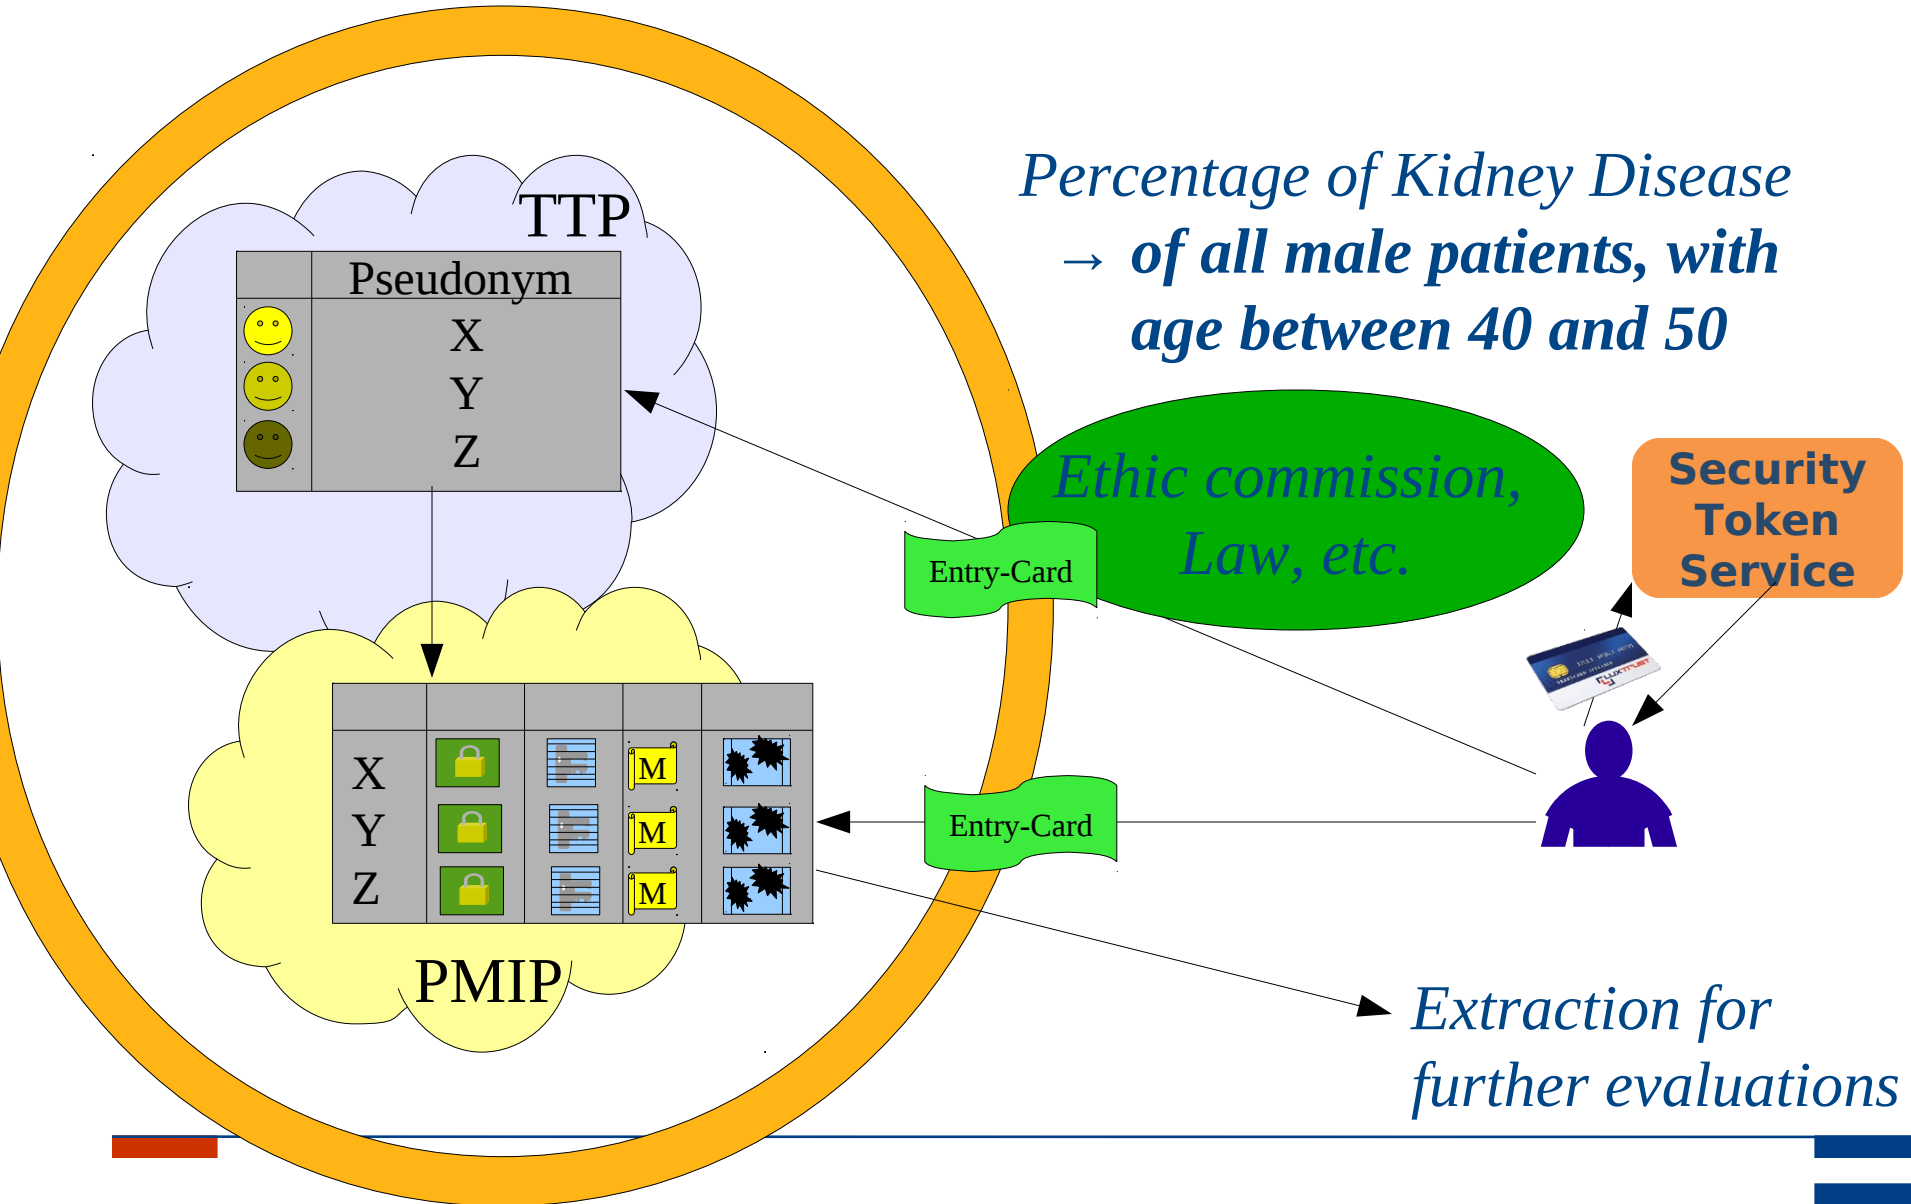 Percentage of Kidney Disease
→ of all male patients, with
age between 40 and 50
TTP
Pseudonym
X
Y
Z
Ethic commission,
Law, etc.
Security
Token
Service
Entry-Card
LUXTRUST
Entry-Card
X M
Y M
Z M
PMIP
Extraction for
further evaluations